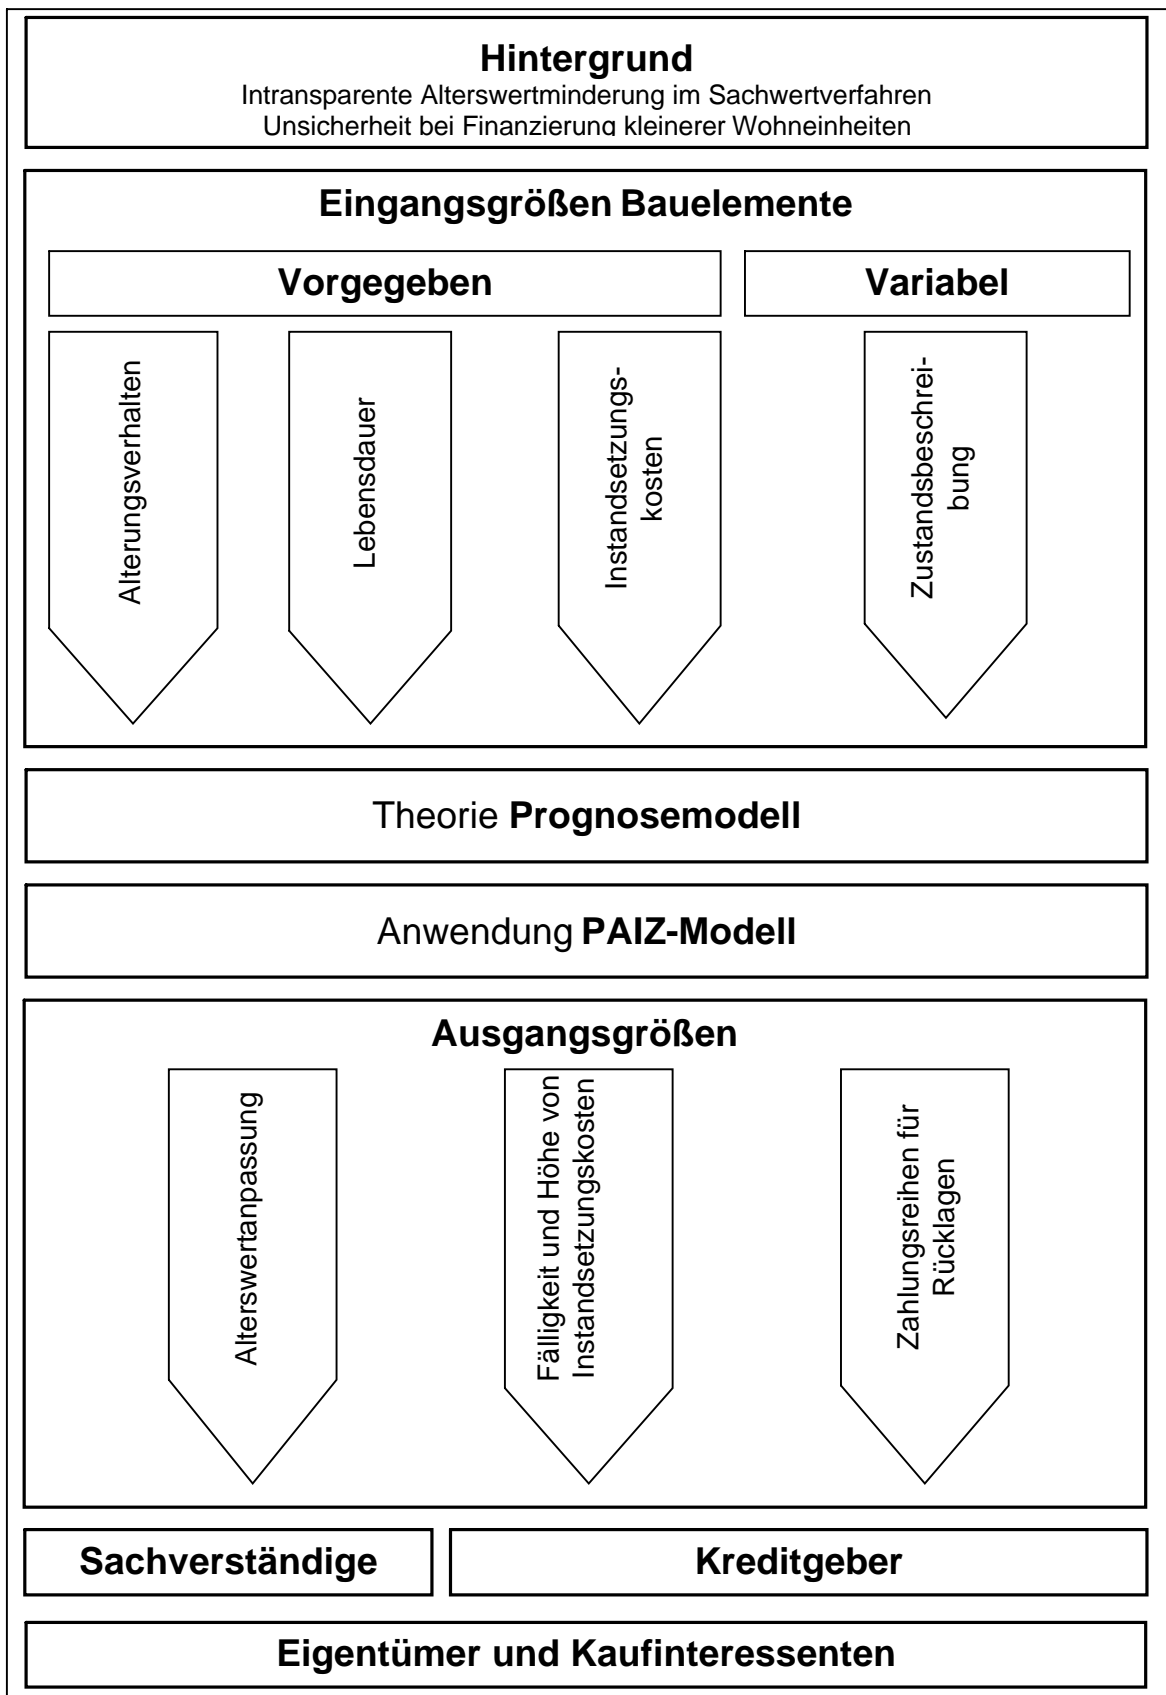 Hintergrund
Intransparente Alterswertminderung im Sachwertverfahren
Unsicherheit bei Finanzierung kleinerer Wohneinheiten
Eingangsgrößen Bauelemente
Vorgegeben
Variabel
Alterungsverhalten
Lebensdauer
Instandsetzungs-
kosten
Zustandsbeschrei-
bung
Theorie Prognosemodell
Anwendung PAIZ-Modell
Ausgangsgrößen
Alterswertanpassung
Fälligkeit und Höhe von
Instandsetzungskosten
Zahlungsreihen für
Rücklagen
Sachverständige
Kreditgeber
Eigentümer und Kaufinteressenten